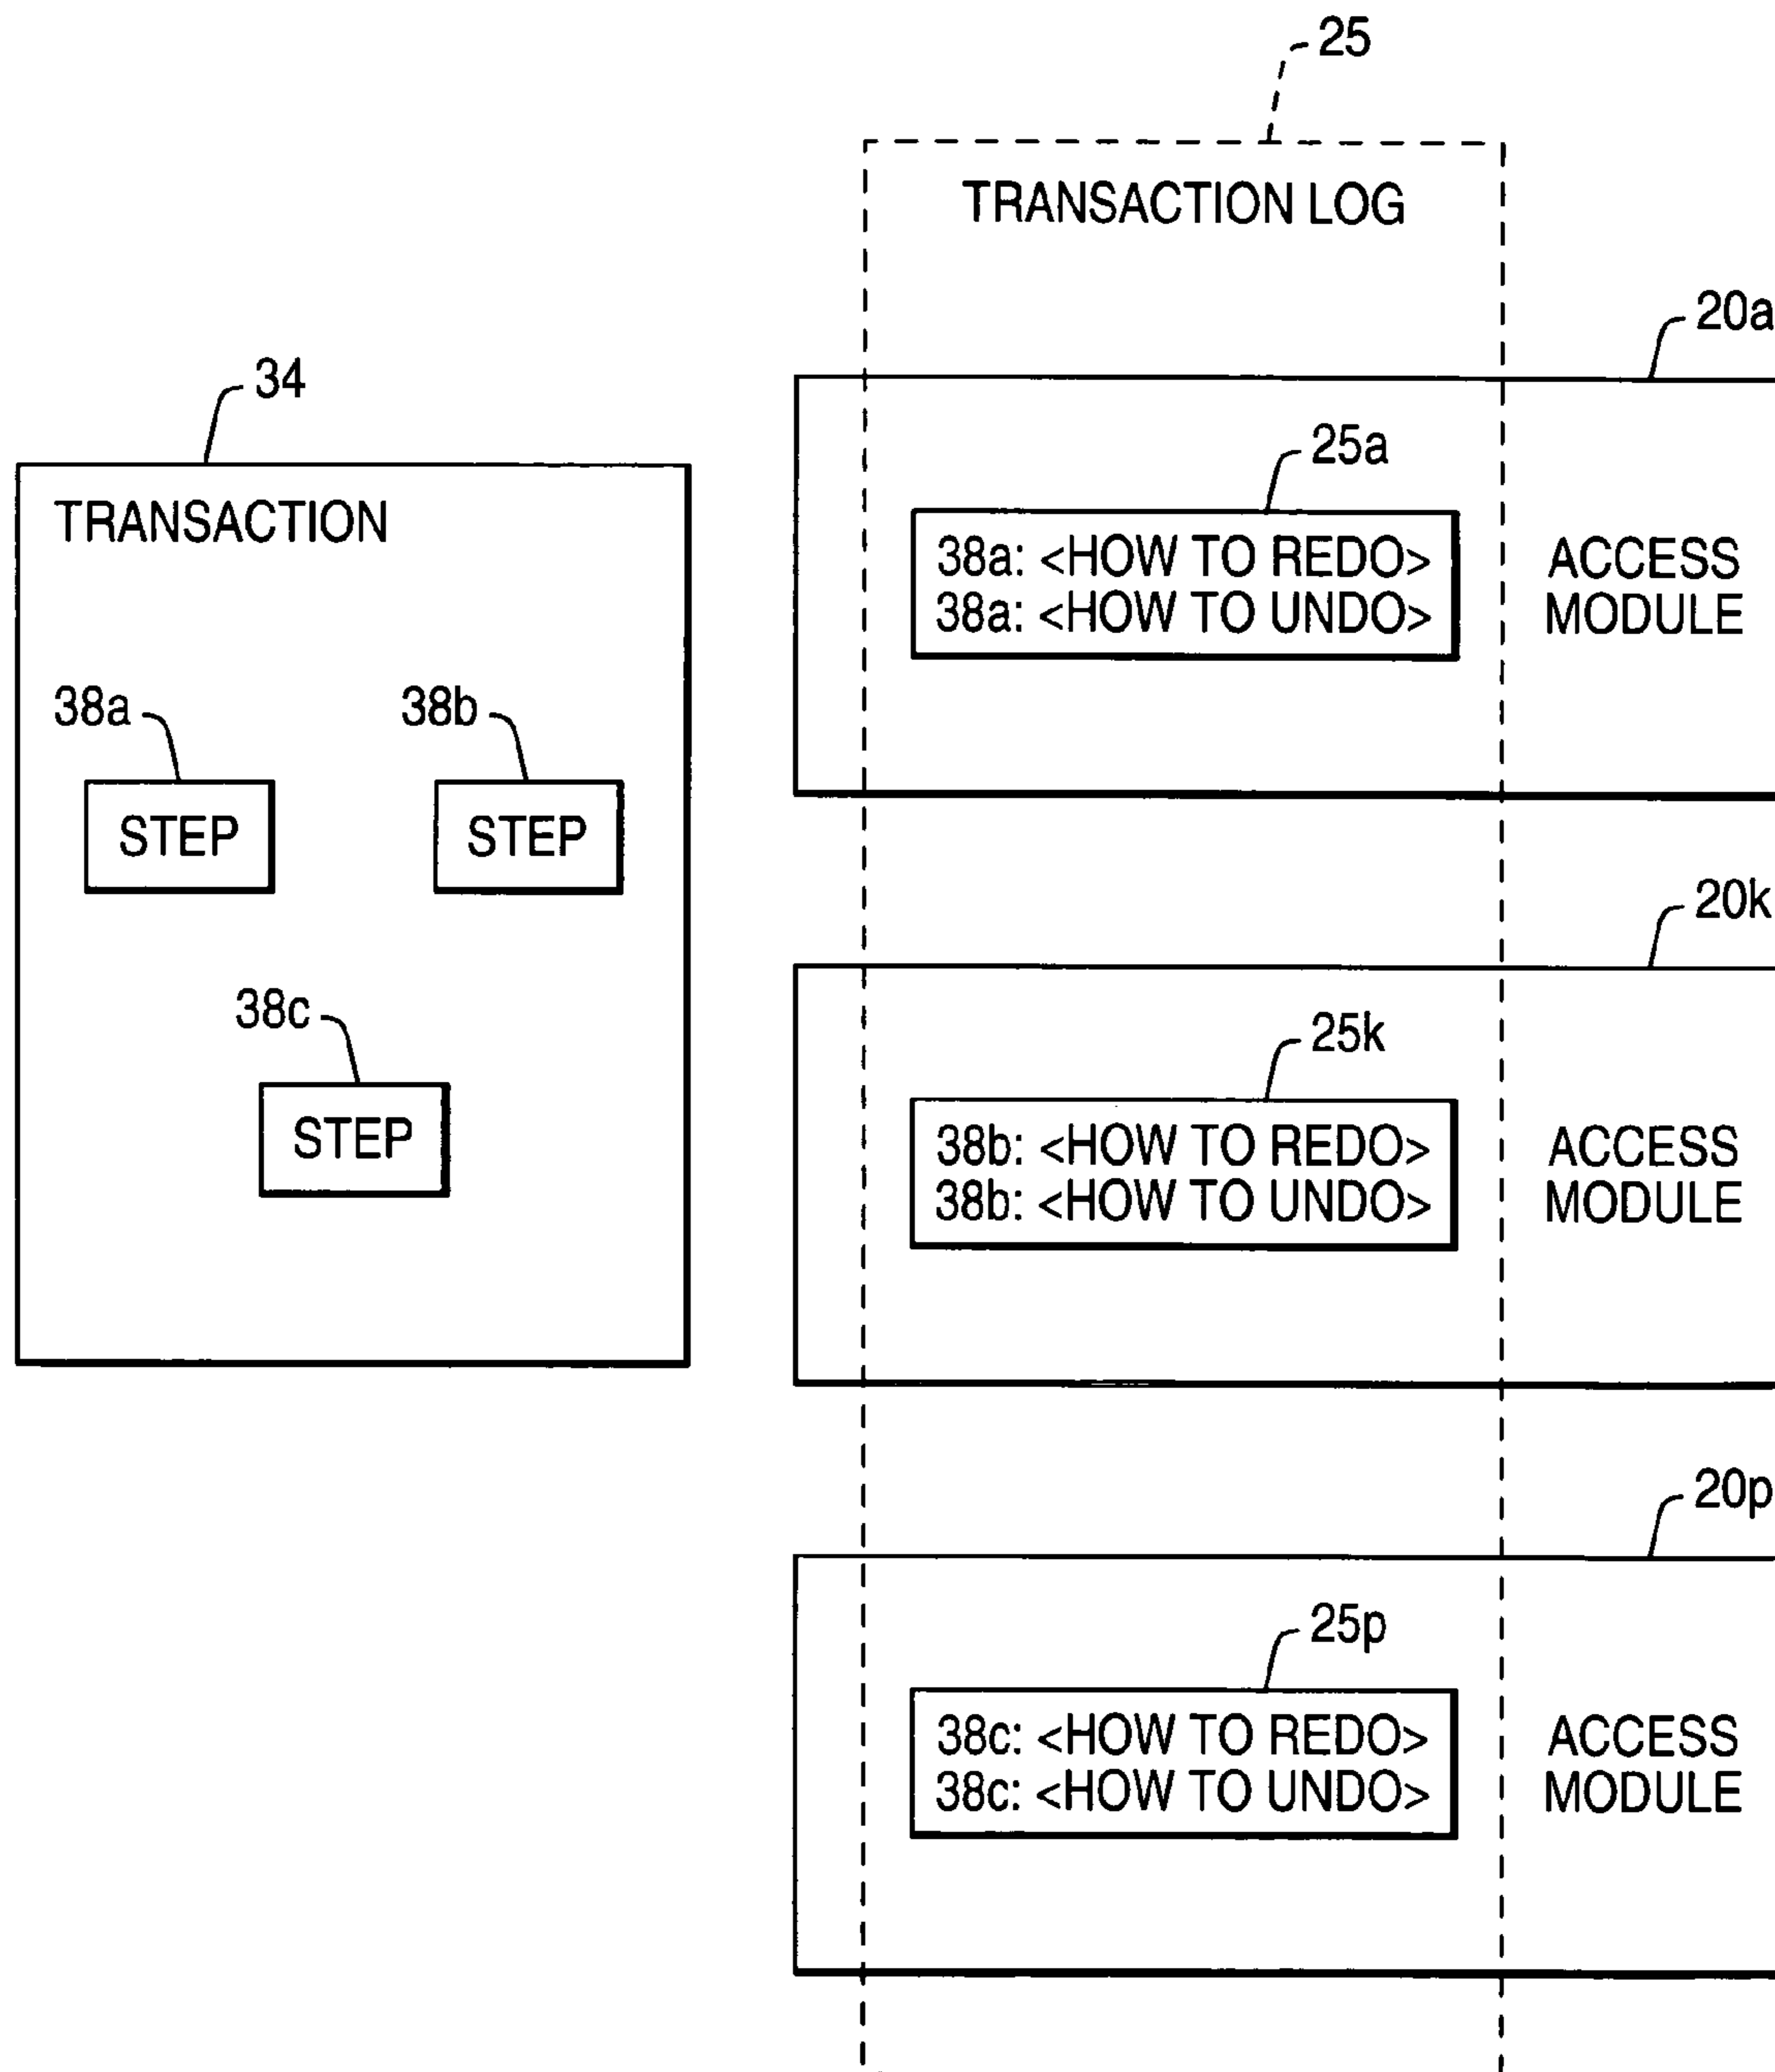 25
TRANSACTION LOG
20a
34
25a
TRANSACTION
38a: <HOW TO REDO>
38a: <HOW TO UNDO>
ACCESS
MODULE
38a
38b
STEP
STEP
20k
38c
25k
STEP
38b: <HOW TO REDO>
38b: <HOW TO UNDO>
ACCESS
MODULE
20p
25p
38c: <HOW TO REDO>
38c: <HOW TO UNDO>
ACCESS
MODULE